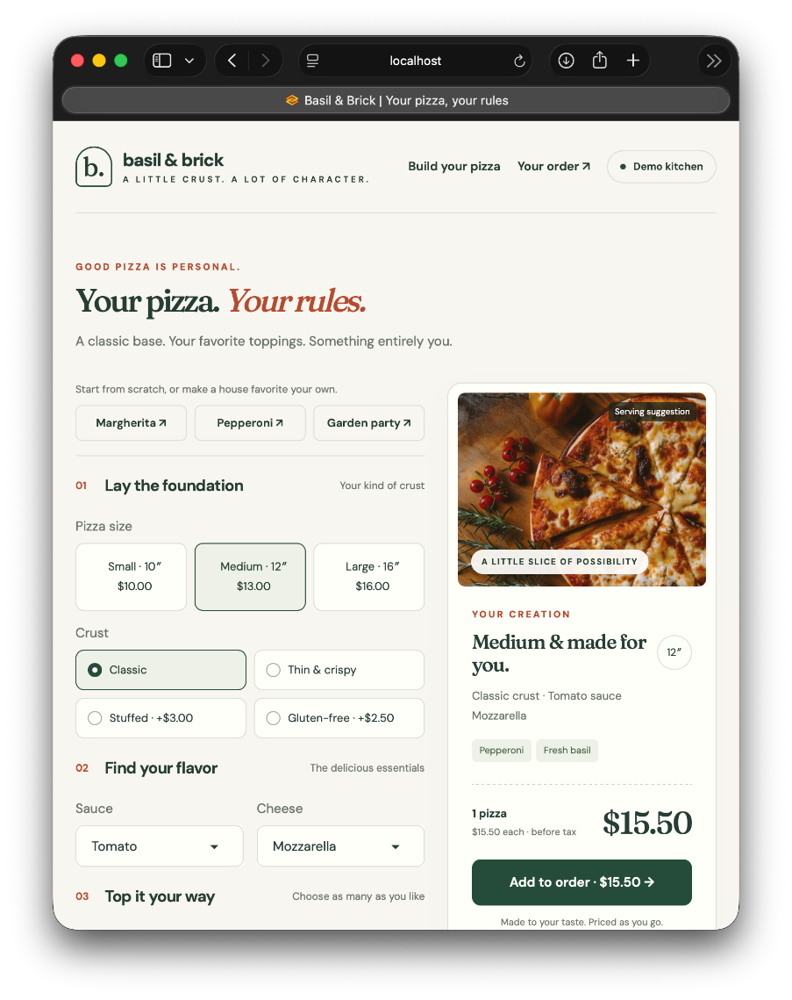 localhost
Basil & Brick | Your pizza, your rules
b.
basil & brick
A LITTLE CRUST. A LOT OF CHARACTER.
Build your pizza
Your order ↗
Demo kitchen
GOOD PIZZA IS PERSONAL.
Your pizza. Your rules.
A classic base. Your favorite toppings. Something entirely you.
Start from scratch, or make a house favorite your own.
Margherita ↗
Pepperoni ↗
Garden party ↗
01 Lay the foundation
Your kind of crust
Pizza size
Small · 10″
$10.00
Medium · 12″
$13.00
Large · 16″
$16.00
Crust
Classic
Thin & crispy
Stuffed · +$3.00
Gluten-free · +$2.50
02 Find your flavor
The delicious essentials
Sauce
Tomato
Cheese
Mozzarella
03 Top it your way
Choose as many as you like
Serving suggestion
A LITTLE SLICE OF POSSIBILITY
YOUR CREATION
Medium & made for
you.
12″
Classic crust · Tomato sauce
Mozzarella
Pepperoni
Fresh basil
1 pizza
$15.50 each · before tax
$15.50
Add to order · $15.50 →
Made to your taste. Priced as you go.